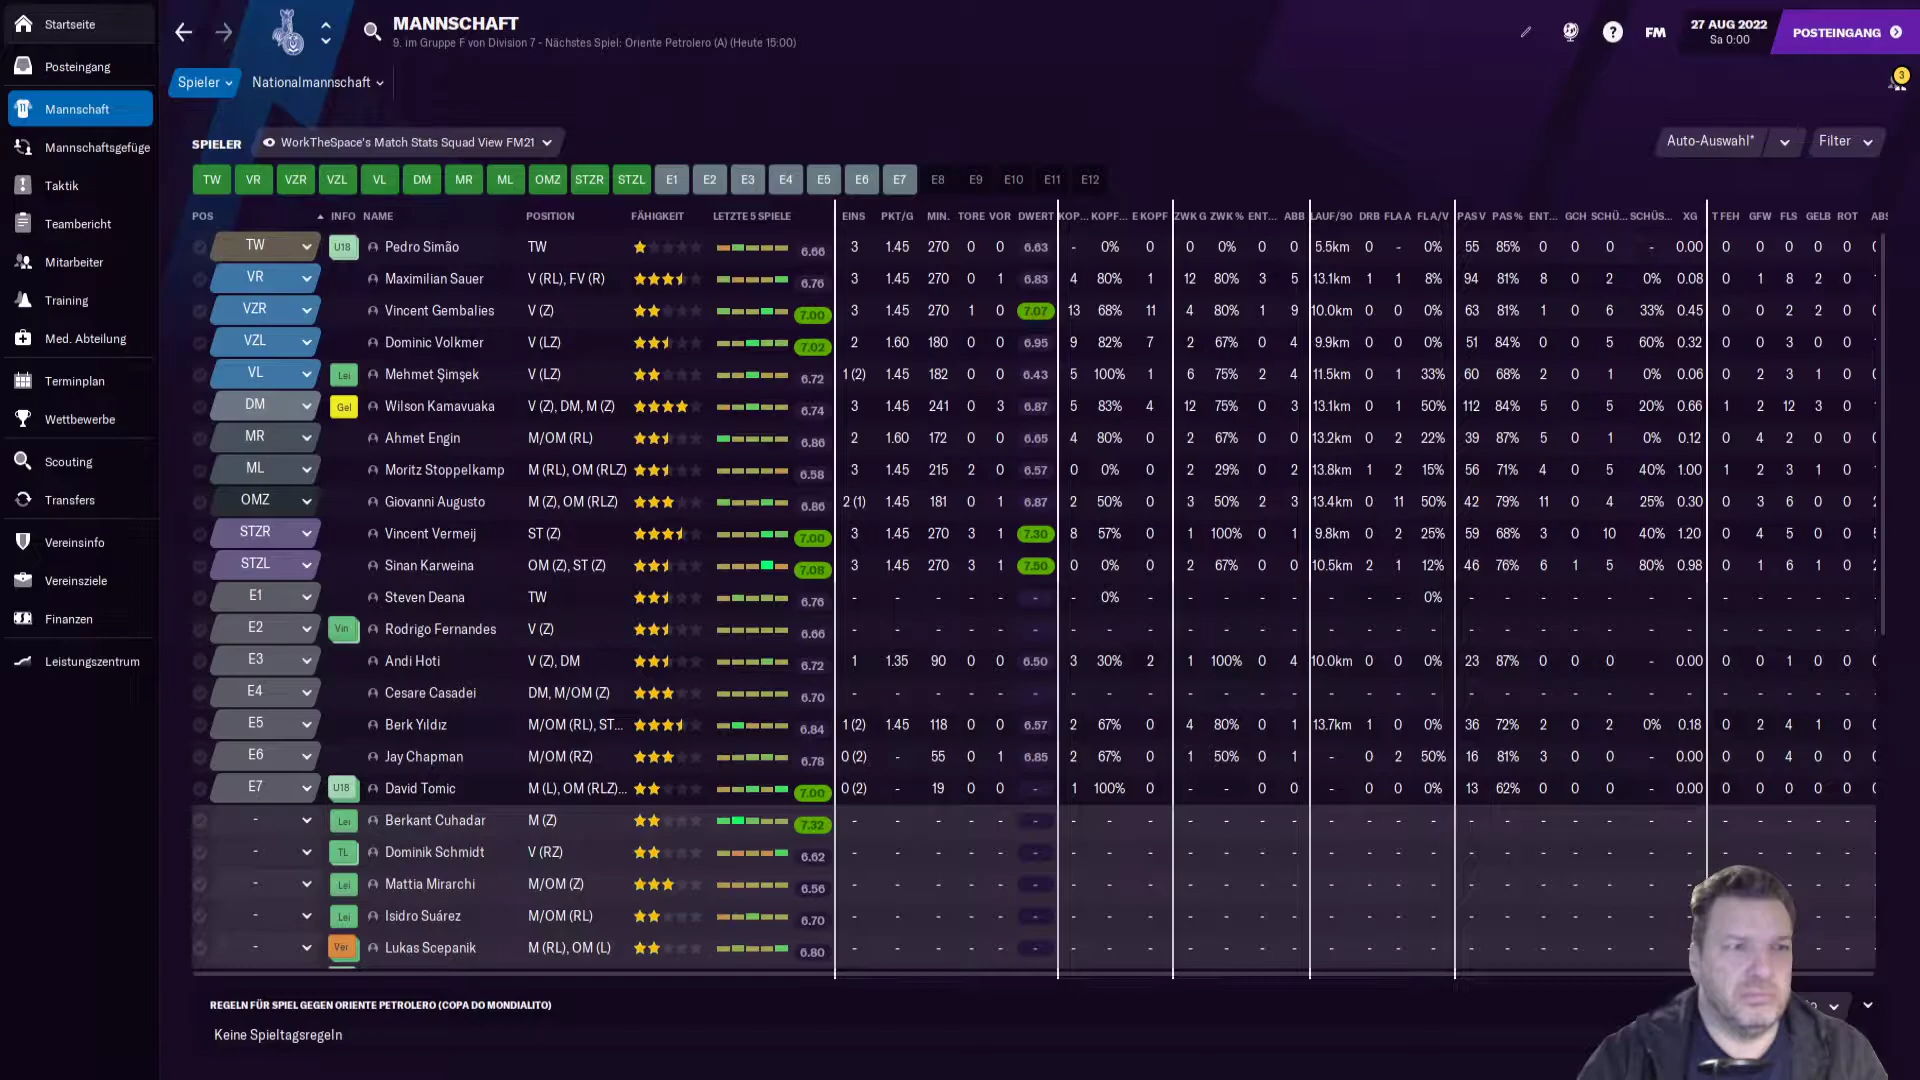 Startseite
Posteingang
Mannschaft
Mannschaftsgefüge
Taktik
Teambericht
Mitarbeiter
Training
Med. Abteilung
Terminplan
Wettbewerbe
Scouting
Transfers
Vereinsinfo
Vereinsziele
Finanzen
Leistungszentrum
MANNSCHAFT
9. im Gruppe F von Division 7 - Nächstes Spiel: Oriente Petrolero (A) (Heute 15:00)
FM
27 AUG 2022
Sa 0:00
POSTEINGANG
3
Spieler
Nationalmannschaft
SPIELER
WorkTheSpace's Match Stats Squad View FM21
Auto-Auswahl*
Filter
TW VR VZR VZL VL DM MR ML OMZ STZR STZL E1 E2 E3 E4 E5 E6 E7 E8 E9 E10 E11 E12
POS INFO NAME POSITION FÄHIGKEIT LETZTE 5 SPIELE EINS PKT/G MIN. TORE VOR DWERT KOP... KOPF... E KOPF ZWK G ZWK % ENT... ABB LAUF/90 DRB FLA A FL A/V PAS V PAS % ENT... GCH SCHÜ... SCHÜS... XG T FEH GFW FLS GELB ROT ABS
TW U18 Pedro Simão TW 6.66 3 1.45 270 0 0 6.63 - 0% 0 0 0% 0 0 5.5km 0 - 0% 55 85% 0 0 0 - 0.00 0 0 0 0 0
VR Maximilian Sauer V (RL), FV (R) 6.76 3 1.45 270 0 1 6.83 4 80% 1 12 80% 3 5 13.1km 1 1 8% 94 81% 8 0 2 0% 0.08 0 1 8 2 0
VZR Vincent Gembalies V (Z) 7.00 3 1.45 270 1 0 7.07 13 68% 11 4 80% 1 9 10.0km 0 0 0% 63 81% 1 0 6 33% 0.45 0 0 2 2 0
VZL Dominic Volkmer V (LZ) 7.02 2 1.60 180 0 0 6.95 9 82% 7 2 67% 0 4 9.9km 0 0 0% 51 84% 0 0 5 60% 0.32 0 0 3 0 0
VL Lei Mehmet Şimşek V (LZ) 6.72 1 (2) 1.45 182 0 0 6.43 5 100% 1 6 75% 2 4 11.5km 0 1 33% 60 68% 2 0 1 0% 0.06 0 2 3 1 0
DM Gel Wilson Kamavuaka V (Z), DM, M (Z) 6.74 3 1.45 241 0 3 6.87 5 83% 4 12 75% 0 3 13.1km 0 1 50% 112 84% 5 0 5 20% 0.66 1 2 12 3 0
MR Ahmet Engin M/OM (RL) 6.86 2 1.60 172 0 0 6.65 4 80% 0 2 67% 0 0 13.2km 0 2 22% 39 87% 5 0 1 0% 0.12 0 4 2 0 0
ML Moritz Stoppelkamp M (RL), OM (RLZ) 6.58 3 1.45 215 2 0 6.57 0 0% 0 2 29% 0 2 13.8km 1 2 15% 56 71% 4 0 5 40% 1.00 1 2 3 1 0
OMZ Giovanni Augusto M (Z), OM (RLZ) 6.86 2 (1) 1.45 181 0 1 6.87 2 50% 0 3 50% 2 3 13.4km 0 11 50% 42 79% 11 0 4 25% 0.30 0 3 6 0 0
STZR Vincent Vermeij ST (Z) 7.00 3 1.45 270 3 1 7.30 8 57% 1 1 100% 0 1 9.8km 0 2 25% 59 68% 3 0 10 40% 1.20 0 4 5 0 0
STZL Sinan Karweina OM (Z), ST (Z) 7.08 3 1.45 270 3 1 7.50 0 0% 0 2 67% 0 0 10.5km 2 1 12% 46 76% 6 1 5 80% 0.98 0 1 6 1 0
E1 Steven Deana TW 6.76 - - - - - - - 0% - - - - - - - - 0% - - - - - - - - - - - -
E2 Vin Rodrigo Fernandes V (Z) 6.66 - - - - - - - - - - - - - - - - - - - - - - - - - - - - -
E3 Andi Hoti V (Z), DM 6.72 1 1.35 90 0 0 6.50 3 30% 2 1 100% 0 4 10.0km 0 0 0% 23 87% 0 0 0 - 0.00 0 0 1 0 0
E4 Cesare Casadei DM, M/OM (Z) 6.70 - - - - - - - - - - - - - - - - - - - - - - - - - - - - -
E5 Berk Yıldız M/OM (RL), ST... 6.84 1 (2) 1.45 118 0 0 6.57 2 67% 0 4 80% 0 1 13.7km 1 0 0% 36 72% 2 0 2 0% 0.18 0 2 4 1 0
E6 Jay Chapman M/OM (RZ) 6.78 0 (2) - 55 0 1 6.85 2 67% 0 1 50% 0 1 - 0 2 50% 16 81% 3 0 0 - 0.00 0 0 4 0 0
E7 U18 David Tomic M (L), OM (RLZ)... 7.00 0 (2) - 19 0 0 - 1 100% 0 - - 0 0 - 0 0 0% 13 62% 0 0 0 - 0.00 0 0 0 0 0
- Lei Berkant Cuhadar M (Z) 7.32 - - - - - - - - - - - - - - - - - - - - - - - - - - - - -
- TL Dominik Schmidt V (RZ) 6.62 - - - - - - - - - - - - - - - - - - - - - - - - - - - - -
- Lei Mattia Mirarchi M/OM (Z) 6.56 - - - - - - - - - - - - - - - - - - - - - - - - - - - - -
- Lei Isidro Suárez M/OM (RL) 6.70 - - - - - - - - - - - - - - - - - - - - - - - - - - - - -
- Ver Lukas Scepanik M (RL), OM (L) 6.80 - - - - - - - - - - - - - - - - - - - - - - - - - - - - -
REGELN FÜR SPIEL GEGEN ORIENTE PETROLERO (COPA DO MONDIALITO)
Keine Spieltagsregeln